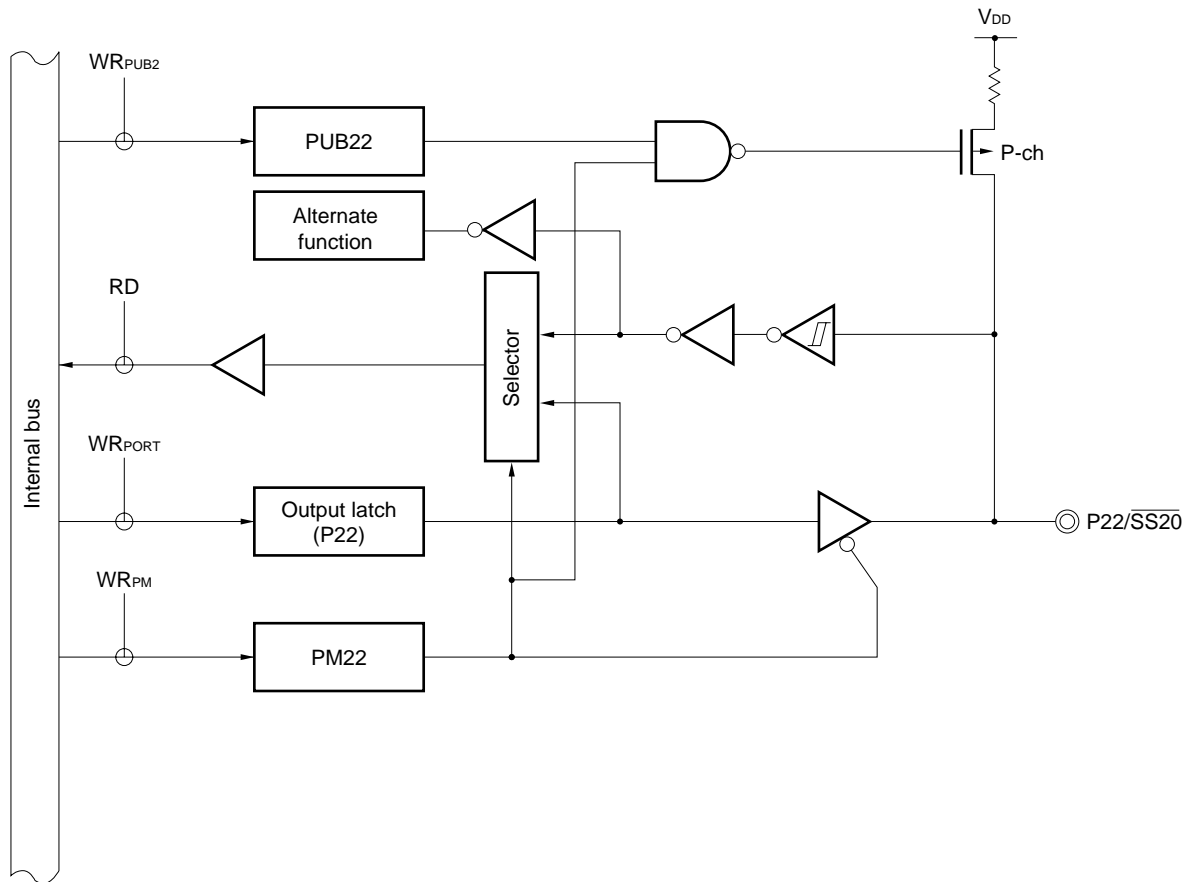 VDD
WRPUB2
PUB22
P-ch
Alternate
function
RD
Selector
Internal bus
WRPORT
Output latch
(P22)
P22/SS20
WRPM
PM22